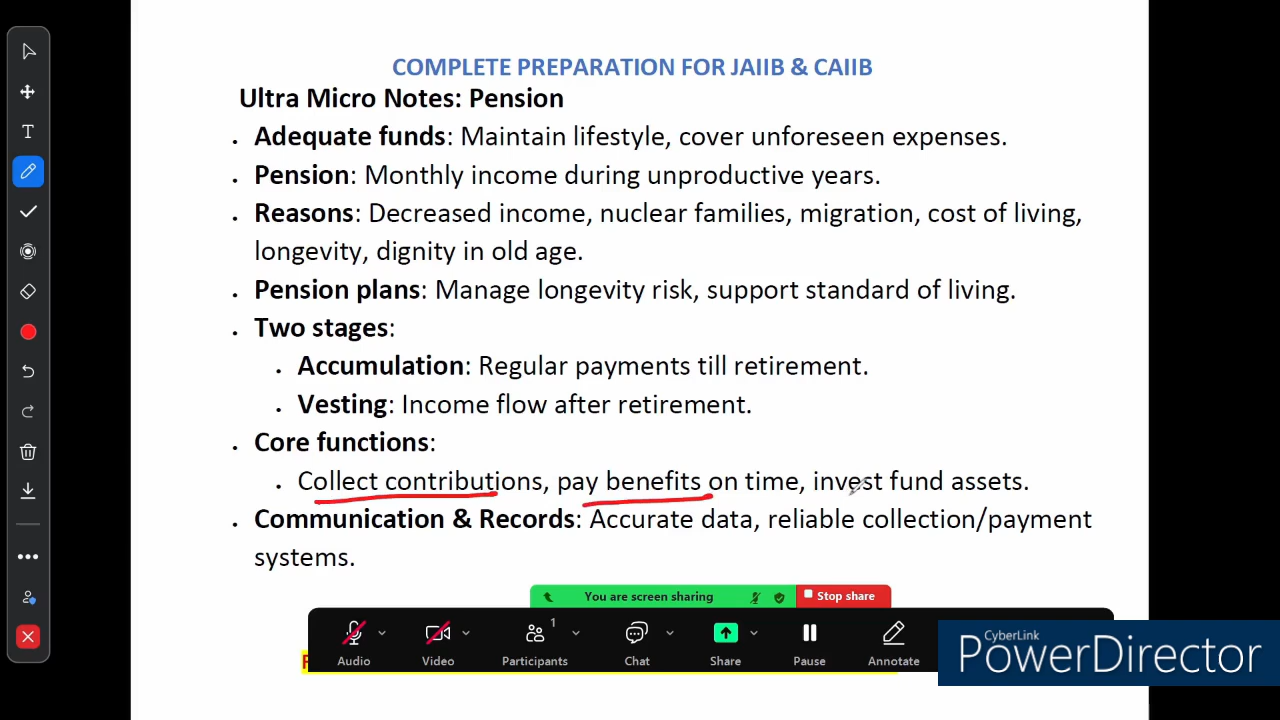 COMPLETE PREPARATION FOR JAIIB & CAIIB
Ultra Micro Notes: Pension
• Adequate funds: Maintain lifestyle, cover unforeseen expenses.
• Pension: Monthly income during unproductive years.
• Reasons: Decreased income, nuclear families, migration, cost of living,
longevity, dignity in old age.
• Pension plans: Manage longevity risk, support standard of living.
• Two stages:
• Accumulation: Regular payments till retirement.
• Vesting: Income flow after retirement.
• Core functions:
• Collect contributions, pay benefits on time, invest fund assets.
• Communication & Records: Accurate data, reliable collection/payment
systems.
You are screen sharing Stop share
1
Audio Video Participants Chat Share Pause Annotate
CyberLink
PowerDirector